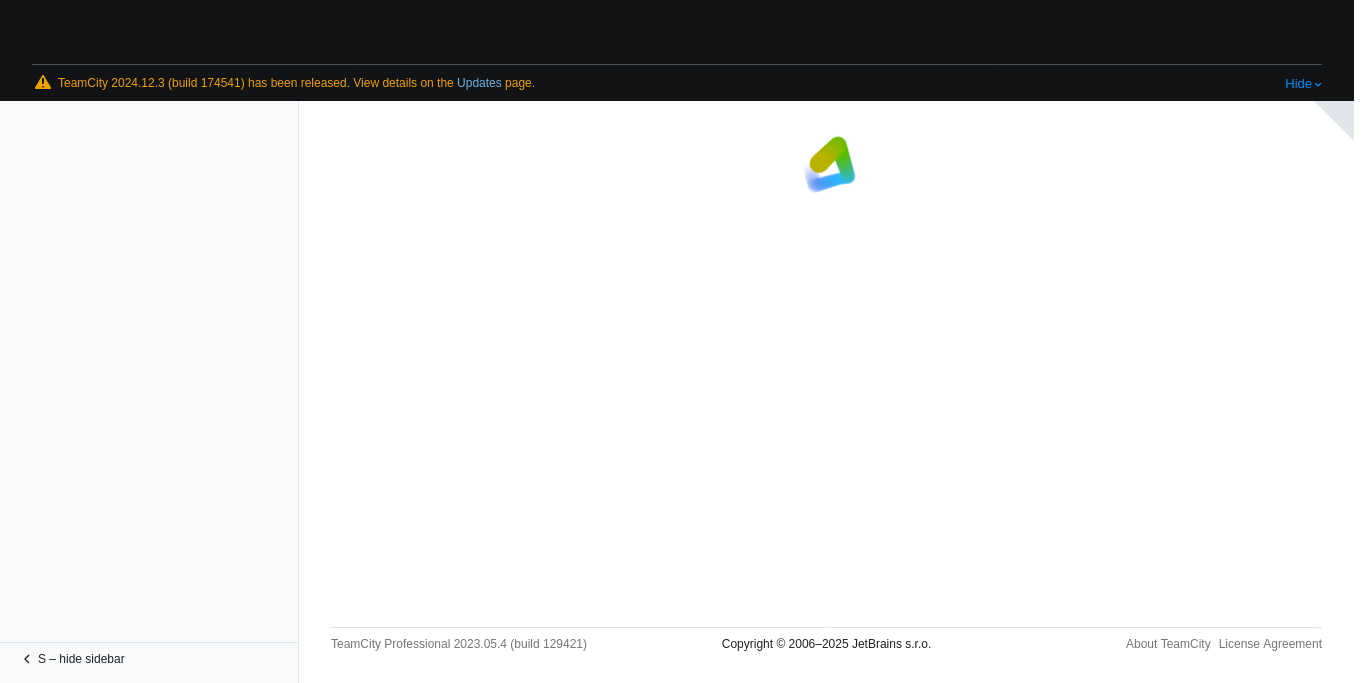 TeamCity 2024.12.3 (build 174541) has been released. View details on the Updates page.
Hide
TeamCity Professional 2023.05.4 (build 129421)
Copyright © 2006–2025 JetBrains s.r.o.
About TeamCity License Agreement
S – hide sidebar